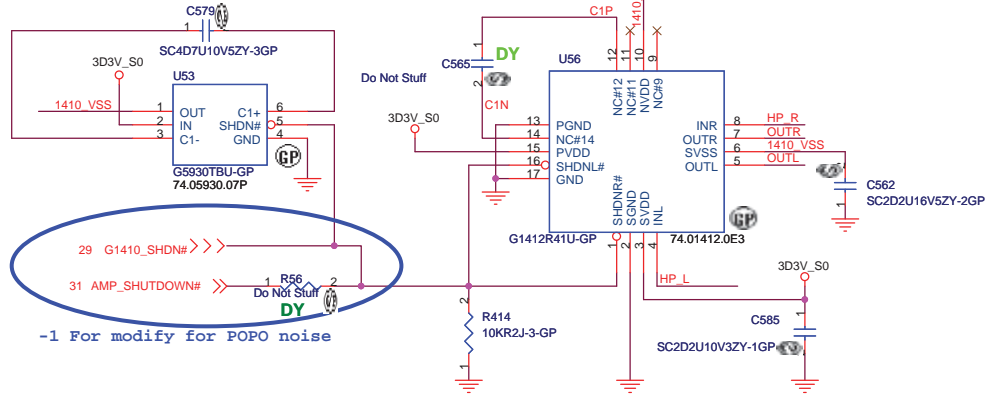 C579
1
2
SC4D7U10V5ZY-3GP
3D3V_S0
U53
1410_VSS
1
2
3
OUT
IN
C1-
C1+
SHDN#
GND
6
5
4
GP
G5930TBU-GP
74.05930.07P
29 G1410_SHDN#
31 AMP_SHUTDOWN#
1
R56
2
Do Not Stuff
DY
-1 For modify for POPO noise
C1P
1410
1
DY
C565
2
Do Not Stuff
C1N
3D3V_S0
U56
12
11
10
9
NC#12
NC#11
NVDD
NC#9
13 PGND
14 NC#14
15 PVDD
16 SHDNL#
17 GND
INR 8 HP_R
OUTR 7 OUTR
SVSS 6 1410_VSS
OUTL 5 OUTL
SHDNR#
SGND
SVDD
INL
1
2
3
4
GP
G1412R41U-GP
74.01412.0E3
HP_L
C562
SC2D2U16V5ZY-2GP
2
R414
10KR2J-3-GP
1
3D3V_S0
1
C585
SC2D2U10V3ZY-1GP